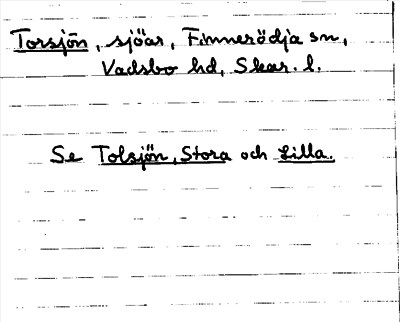 Torsjön, sjöar, Finnerödja sn,
Vadsbo hd, Skar. l.
Se Tolsjön, Stora och Lilla.